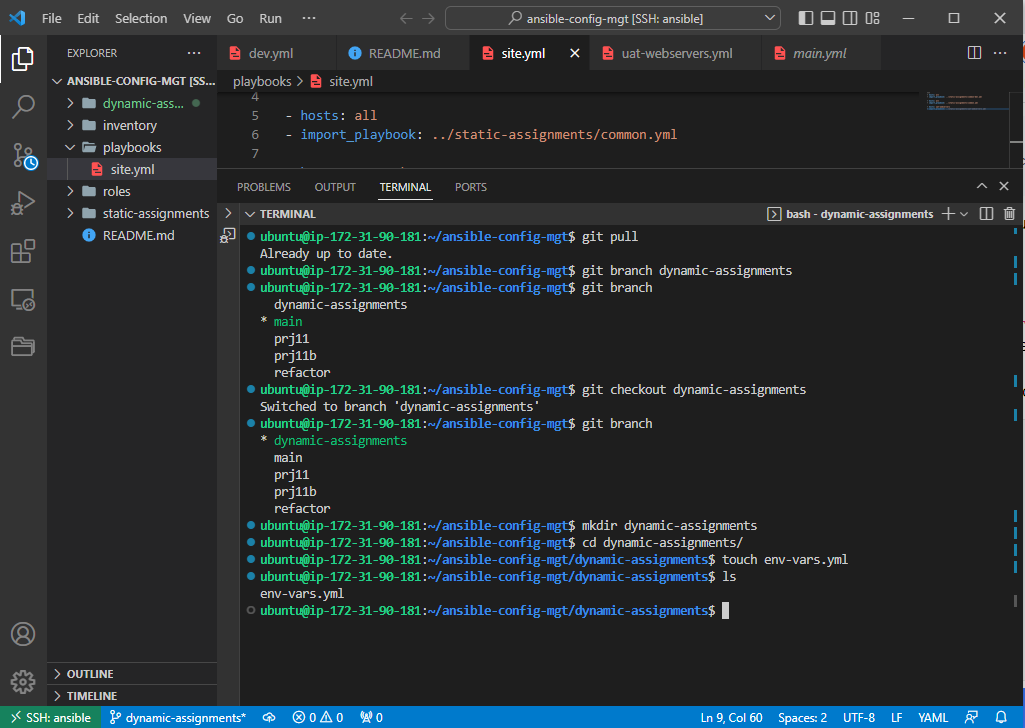 File Edit Selection View Go Run ···
ansible-config-mgt [SSH: ansible]
EXPLORER ···
ANSIBLE-CONFIG-MGT [SS...
dynamic-ass...
inventory
playbooks
site.yml
roles
static-assignments
README.md
OUTLINE
TIMELINE
dev.yml README.md site.yml uat-webservers.yml main.yml ···
playbooks > site.yml
4
5 - hosts: all
6 - import_playbook: ../static-assignments/common.yml
7
PROBLEMS OUTPUT TERMINAL PORTS
TERMINAL bash - dynamic-assignments
ubuntu@ip-172-31-90-181:~/ansible-config-mgt$ git pull
Already up to date.
ubuntu@ip-172-31-90-181:~/ansible-config-mgt$ git branch dynamic-assignments
ubuntu@ip-172-31-90-181:~/ansible-config-mgt$ git branch
dynamic-assignments
* main
prj11
prj11b
refactor
ubuntu@ip-172-31-90-181:~/ansible-config-mgt$ git checkout dynamic-assignments
Switched to branch 'dynamic-assignments'
ubuntu@ip-172-31-90-181:~/ansible-config-mgt$ git branch
* dynamic-assignments
main
prj11
prj11b
refactor
ubuntu@ip-172-31-90-181:~/ansible-config-mgt$ mkdir dynamic-assignments
ubuntu@ip-172-31-90-181:~/ansible-config-mgt$ cd dynamic-assignments/
ubuntu@ip-172-31-90-181:~/ansible-config-mgt/dynamic-assignments$ touch env-vars.yml
ubuntu@ip-172-31-90-181:~/ansible-config-mgt/dynamic-assignments$ ls
env-vars.yml
ubuntu@ip-172-31-90-181:~/ansible-config-mgt/dynamic-assignments$
SSH: ansible dynamic-assignments* 0 0 0 Ln 9, Col 60 Spaces: 2 UTF-8 LF YAML